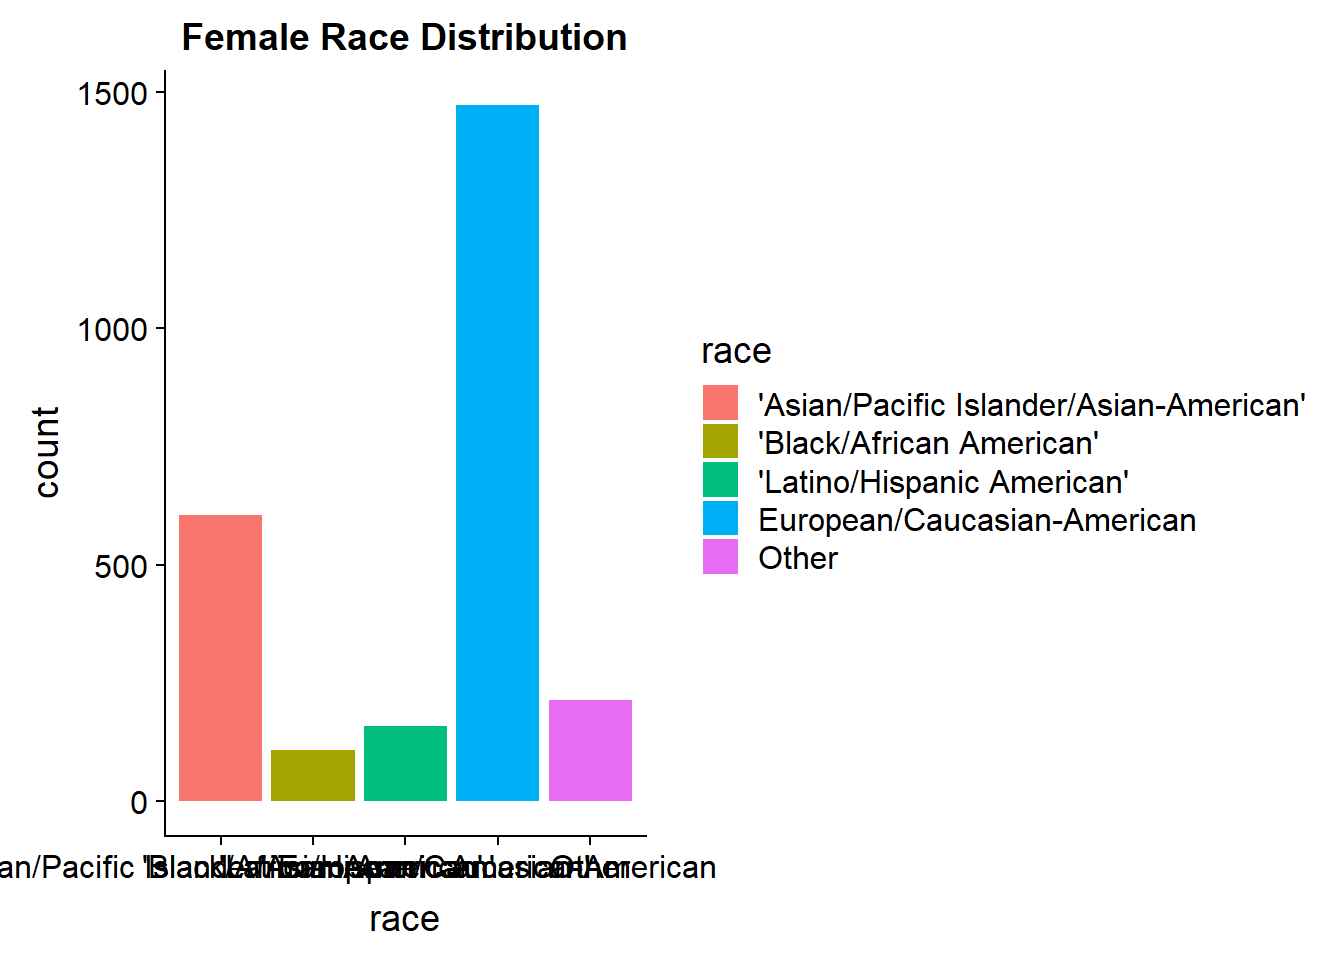 Female Race Distribution
1500
1000
500
0
count
race
race
'Asian/Pacific Islander/Asian-American'
'Black/African American'
'Latino/Hispanic American'
European/Caucasian-American
Other